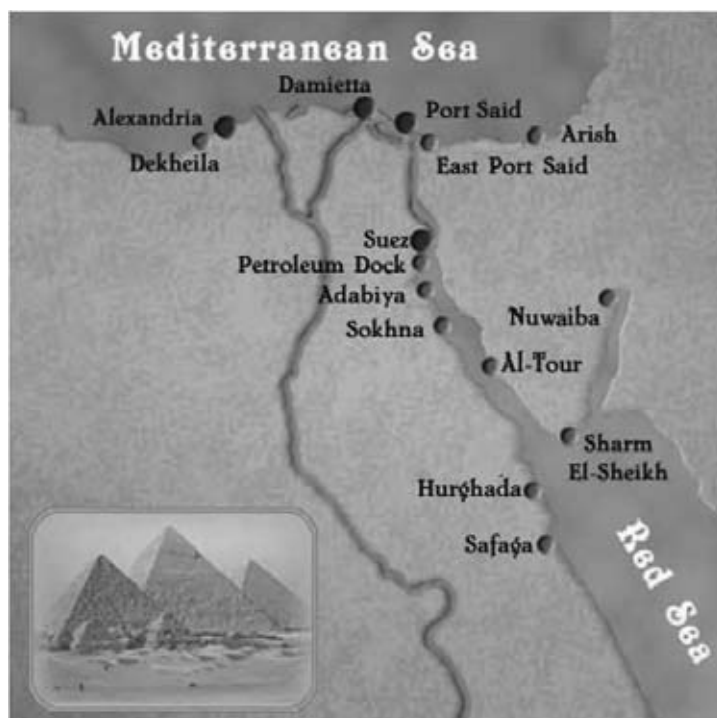 Mediterranean Sea
Damietta
Alexandria
Port Said
Dekheila
East Port Said
Arish
Suez
Petroleum Dock
Adabiya
Nuwaiba
Sokhna
Al-Tour
Sharm
El-Sheikh
Hurghada
Safaga
Red Sea